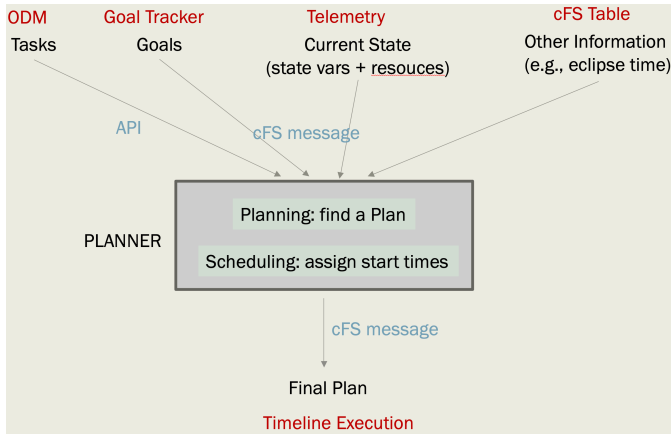 ODM
Goal Tracker
Telemetry
cFS Table
Tasks
Goals
Current State
(state vars + resouces)
Other Information
(e.g., eclipse time)
API
cFS message
PLANNER
Planning: find a Plan
Scheduling: assign start times
cFS message
Final Plan
Timeline Execution